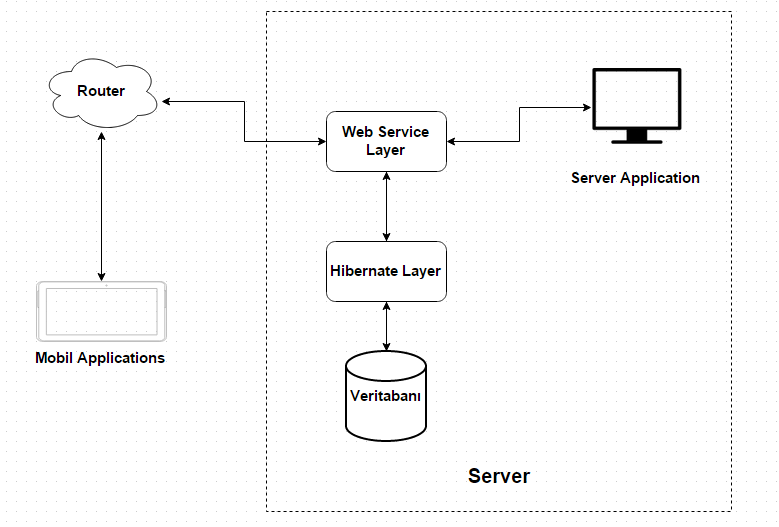 Router
Web Service
Layer
Server Application
Hibernate Layer
Mobil Applications
Veritabanı
Server